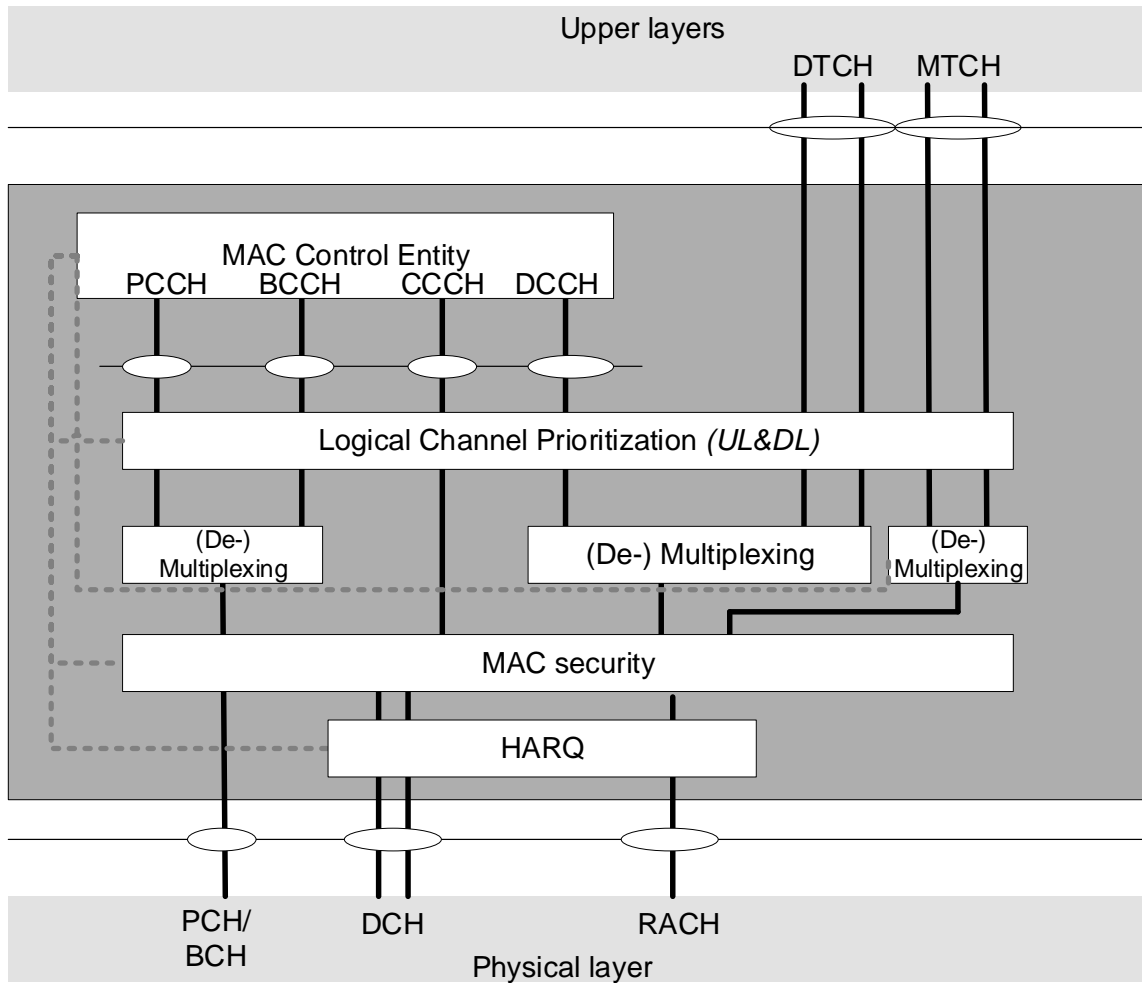 Upper layers
DTCH MTCH
MAC Control Entity
PCCH BCCH CCCH DCCH
Logical Channel Prioritization (UL&DL)
(De-)
Multiplexing
(De-) Multiplexing
(De-)
Multiplexing
MAC security
HARQ
PCH/
BCH
DCH
RACH
Physical layer